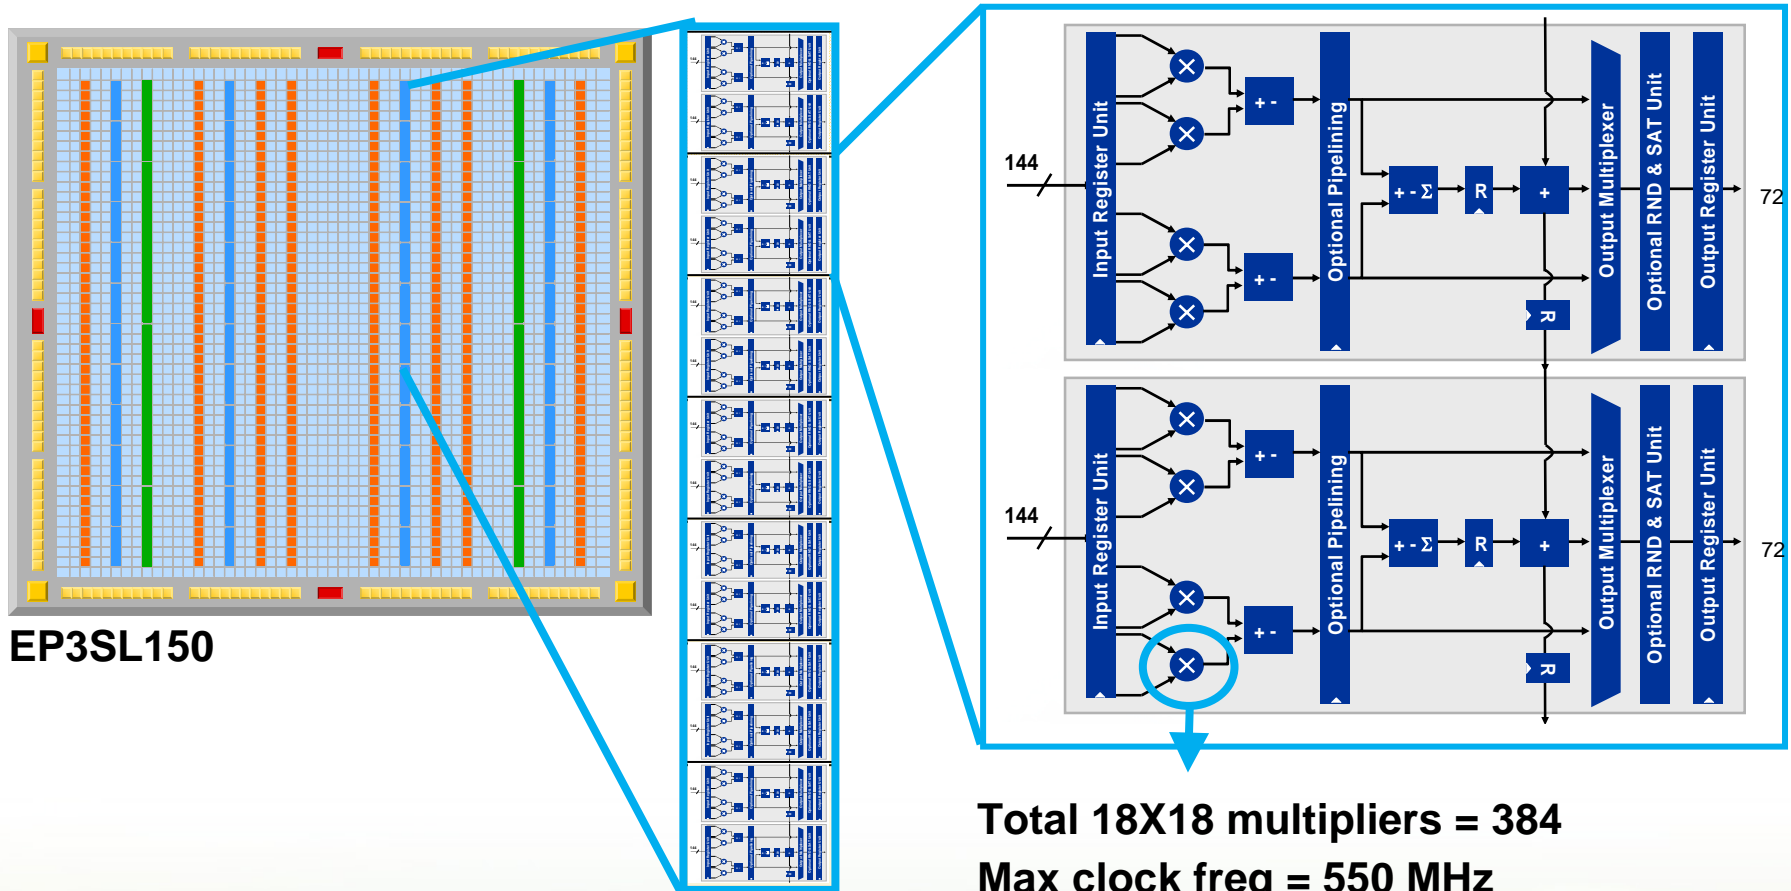 EP3SL150
144
Input Register Unit
+ -
+ -
Optional Pipelining
+ - Σ
R
+
R
Output Multiplexer
Optional RND & SAT Unit
Output Register Unit
72
144
Input Register Unit
+ -
+ -
Optional Pipelining
+ - Σ
R
+
R
Output Multiplexer
Optional RND & SAT Unit
Output Register Unit
72
Total 18X18 multipliers = 384
Max clock freq = 550 MHz